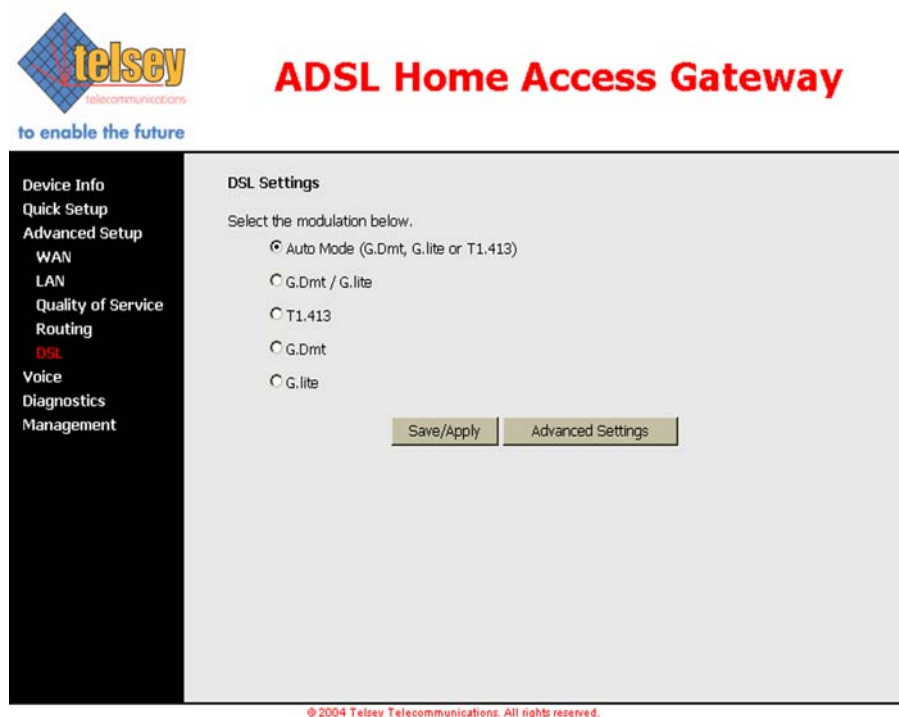 telsey
telecommunications
to enable the future
ADSL Home Access Gateway
Device Info
Quick Setup
Advanced Setup
WAN
LAN
Quality of Service
Routing
DSL
Voice
Diagnostics
Management
DSL Settings
Select the modulation below.
Auto Mode (G.Dmt, G.lite or T1.413)
G.Dmt / G.lite
T1.413
G.Dmt
G.lite
Save/Apply Advanced Settings
© 2004 Telsey Telecommunications. All rights reserved.